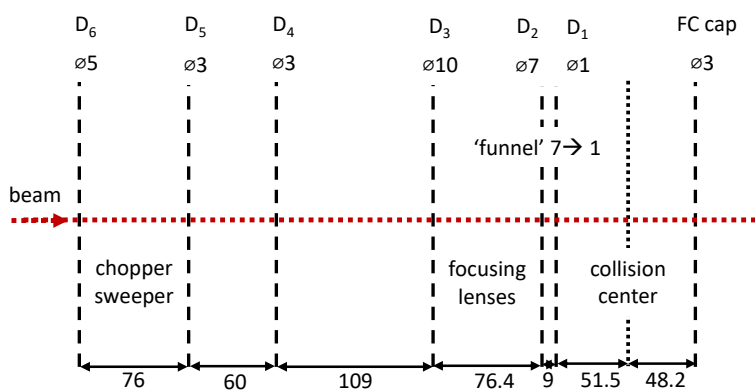 D₆ D₅ D₄ D₃ D₂ D₁ FC cap
⌀5 ⌀3 ⌀3 ⌀10 ⌀7 ⌀1 ⌀3
‘funnel’ 7→ 1
beam
chopper
sweeper
focusing
lenses
collision
center
76 60 109 76.4 9 51.5 48.2